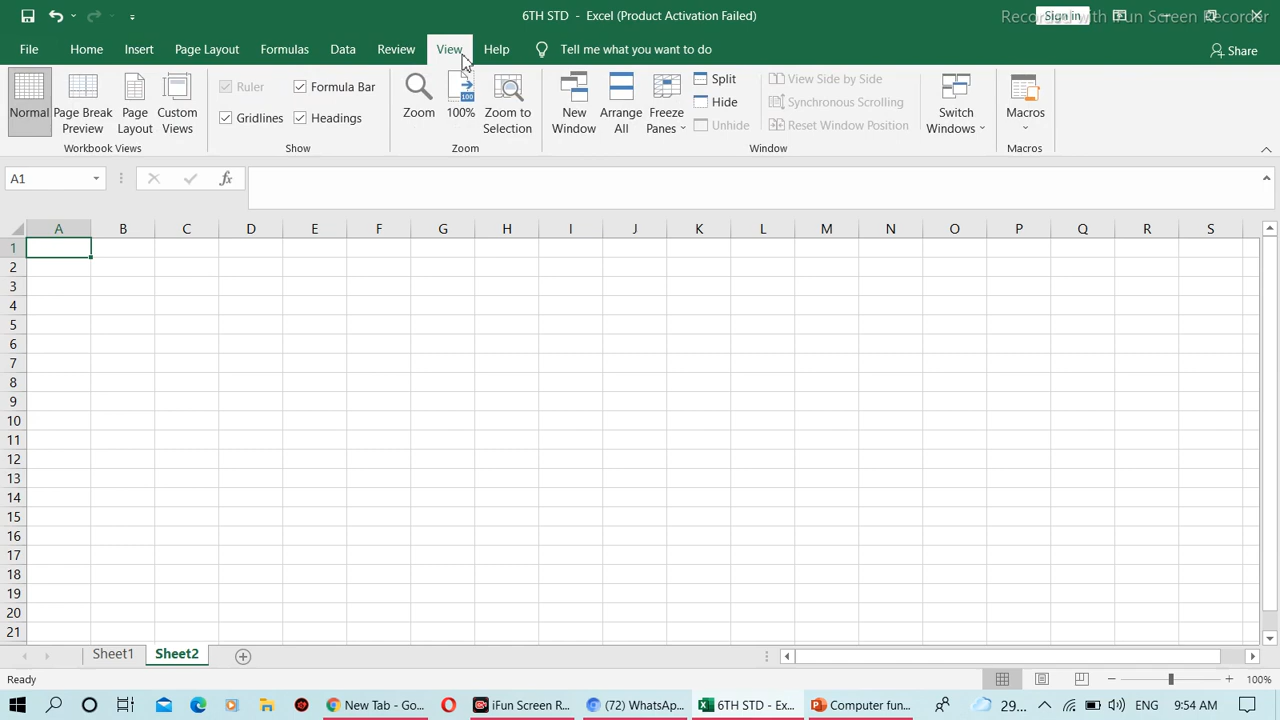 6TH STD - Excel (Product Activation Failed)
Sign in
Recorded with iFun Screen Recorder
File Home Insert Page Layout Formulas Data Review View Help Tell me what you want to do Share
Normal
Page Break Preview
Page Layout
Custom Views
Workbook Views
Ruler
Formula Bar
Gridlines
Headings
Show
Zoom
100
100%
Zoom to Selection
Zoom
New Window
Arrange All
Freeze Panes
Split
Hide
Unhide
View Side by Side
Synchronous Scrolling
Reset Window Position
Window
Switch Windows
Macros
Macros
A1
fx
A B C D E F G H I J K L M N O P Q R S
1
2
3
4
5
6
7
8
9
10
11
12
13
14
15
16
17
18
19
20
21
Sheet1 Sheet2
Ready
100%
New Tab - Go...
iFun Screen R...
(72) WhatsApp...
6TH STD - Exc...
Computer fun...
29...
ENG
9:54 AM